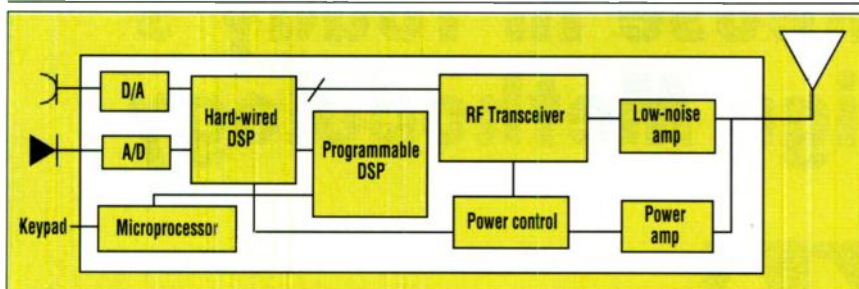 D/A
Hard-wired
DSP
RF Transceiver
Low-noise
amp
A/D
Programmable
DSP
Keypad
Microprocessor
Power control
Power
amp